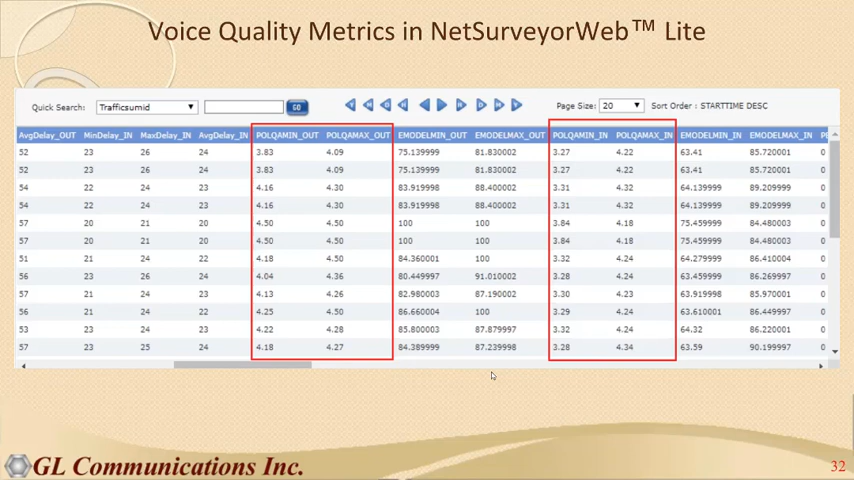 Voice Quality Metrics in NetSurveyorWeb™ Lite
Quick Search: Trafficsumid GO Page Size: 20 Sort Order : STARTTIME DESC
AvgDelay_OUT MinDelay_IN MaxDelay_IN AvgDelay_IN POLQAMIN_OUT POLQAMAX_OUT EMODELMIN_OUT EMODELMAX_OUT POLQAMIN_IN POLQAMAX_IN EMODELMIN_IN EMODELMAX_IN
52 23 26 24 3.83 4.09 75.139999 81.830002 3.27 4.22 63.41 85.720001 0
52 23 26 24 3.83 4.09 75.139999 81.830002 3.27 4.22 63.41 85.720001 0
54 22 24 23 4.16 4.30 83.919998 88.400002 3.31 4.32 64.139999 89.209999 0
54 22 24 23 4.16 4.30 83.919998 88.400002 3.31 4.32 64.139999 89.209999 0
57 20 21 20 4.50 4.50 100 100 3.84 4.18 75.459999 84.480003 0
57 20 21 20 4.50 4.50 100 100 3.84 4.18 75.459999 84.480003 0
51 21 24 22 4.18 4.50 84.360001 100 3.32 4.24 64.279999 86.410004 0
56 23 26 24 4.04 4.36 80.449997 91.010002 3.28 4.24 63.459999 86.269997 0
57 21 24 23 4.13 4.26 82.980003 87.190002 3.30 4.23 63.919998 85.970001 0
56 21 24 22 4.25 4.50 86.660004 100 3.29 4.24 63.610001 86.449997 0
53 23 24 23 4.22 4.28 85.800003 87.879997 3.32 4.24 64.32 86.220001 0
57 23 25 24 4.18 4.27 84.389999 87.239998 3.28 4.34 63.59 90.199997 0
GL Communications Inc.
32